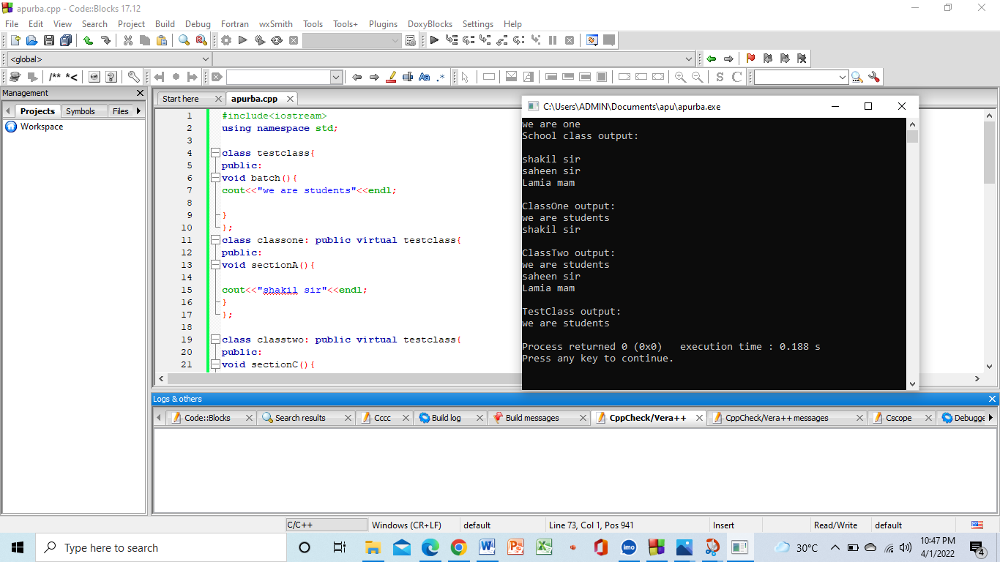 apurba.cpp - Code::Blocks 17.12
File Edit View Search Project Build Debug Fortran wxSmith Tools Tools+ Plugins DoxyBlocks Settings Help
<global>
/** *<
Aa .*
S C
Management
Projects Symbols Files
Workspace
Start here apurba.cpp
1 #include<iostream>
2 using namespace std;
3
4 class testclass{
5 public:
6 void batch(){
7 cout<<"we are students"<<endl;
8
9 }
10 };
11 class classone: public virtual testclass{
12 public:
13 void sectionA(){
14
15 cout<<"shakil sir"<<endl;
16 }
17 };
18
19 class classtwo: public virtual testclass{
20 public:
21 void sectionC(){
C:\Users\ADMIN\Documents\apu\apurba.exe
we are one
School class output:
shakil sir
saheen sir
Lamia mam
ClassOne output:
we are students
shakil sir
ClassTwo output:
we are students
saheen sir
Lamia mam
TestClass output:
we are students
Process returned 0 (0x0) execution time : 0.188 s
Press any key to continue.
Logs & others
Code::Blocks Search results Cccc Build log Build messages CppCheck/Vera++ CppCheck/Vera++ messages Cscope Debugge
C/C++ Windows (CR+LF) default Line 73, Col 1, Pos 941 Insert Read/Write default
Type here to search
imo
30°C
10:47 PM
4/1/2022
4